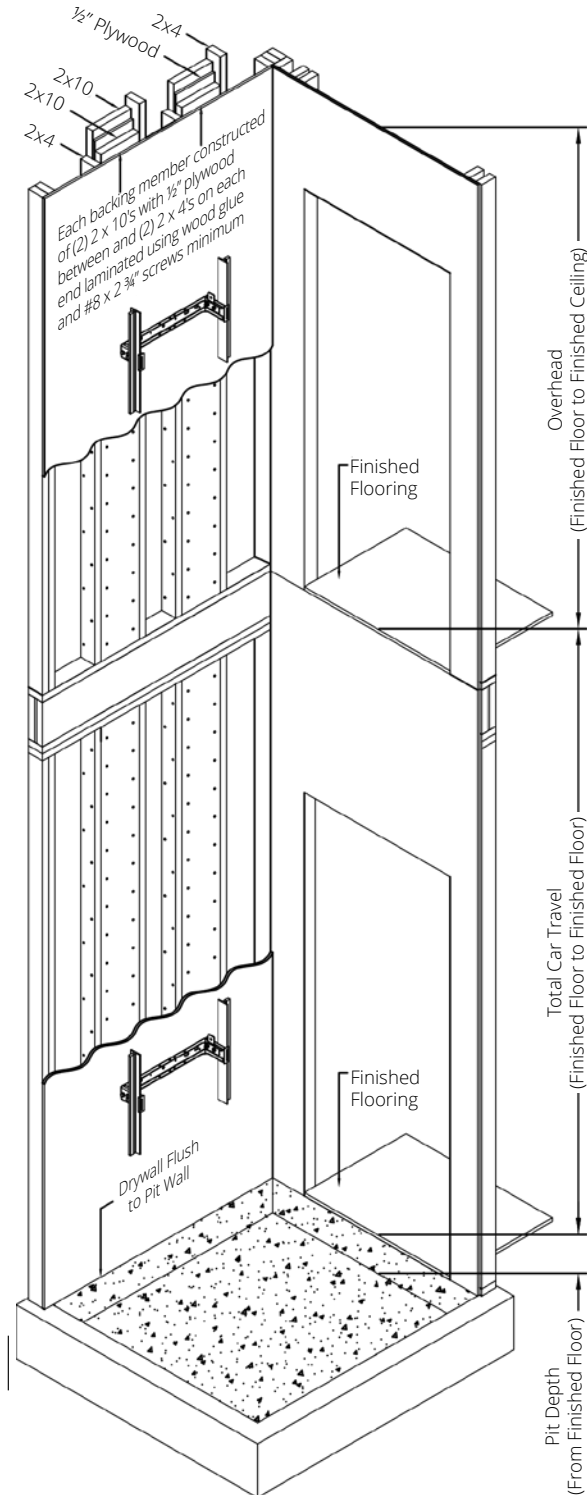 2x4
½" Plywood
2x10
2x10
2x4
Each backing member constructed
of (2) 2 x 10's with ½" plywood
between and (2) 2 x 4's on each
end laminated using wood glue
and #8 x 2 ¾" screws minimum
Overhead
(Finished Floor to Finished Ceiling)
Finished
Flooring
Total Car Travel
(Finished Floor to Finished Floor)
Finished
Flooring
Drywall Flush
to Pit Wall
Pit Depth
(From Finished Floor)